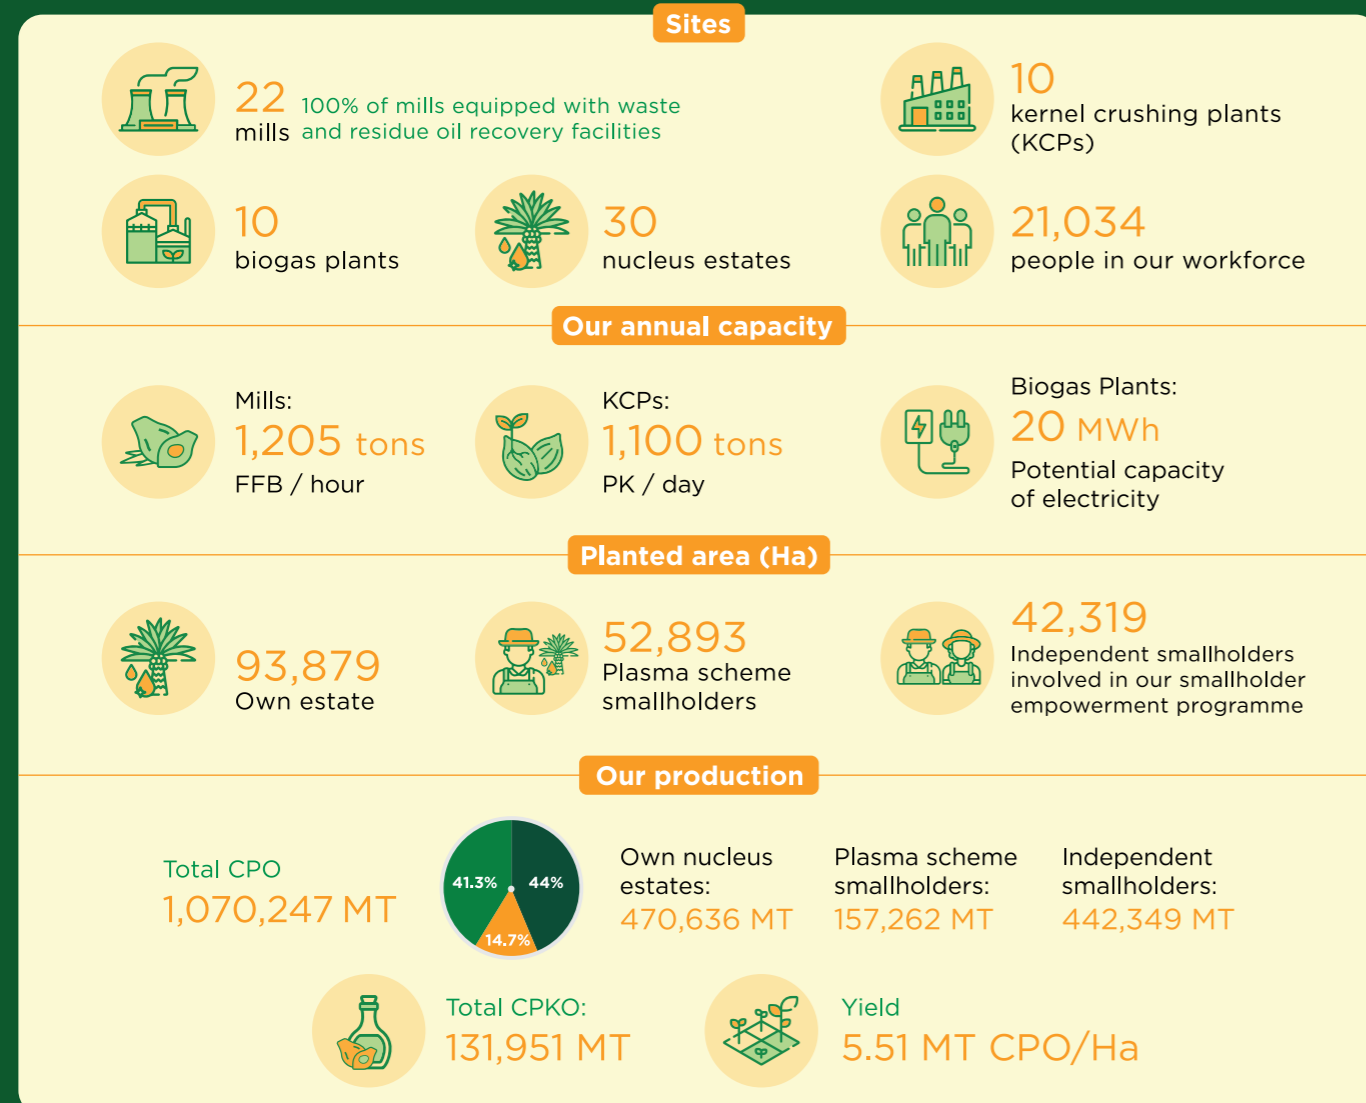 Sites
22
mills
100% of mills equipped with waste
and residue oil recovery facilities
10
kernel crushing plants
(KCPs)
10
biogas plants
30
nucleus estates
21,034
people in our workforce
Our annual capacity
Mills:
1,205 tons
FFB / hour
KCPs:
1,100 tons
PK / day
Biogas Plants:
20 MWh
Potential capacity
of electricity
Planted area (Ha)
93,879
Own estate
52,893
Plasma scheme
smallholders
42,319
Independent smallholders
involved in our smallholder
empowerment programme
Our production
Total CPO
1,070,247 MT
41.3%
44%
14.7%
Own nucleus
estates:
470,636 MT
Plasma scheme
smallholders:
157,262 MT
Independent
smallholders:
442,349 MT
Total CPKO:
131,951 MT
Yield
5.51 MT CPO/Ha